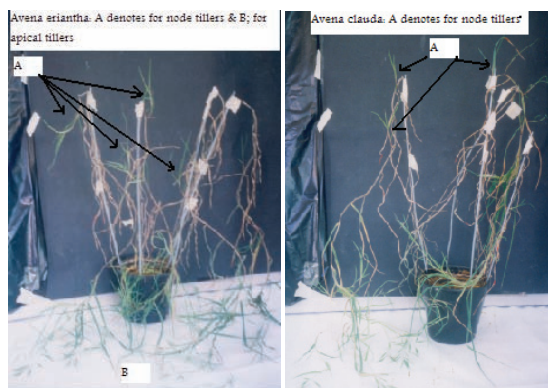 Avena eriantha: A denotes for node tillers & B; for
apical tillers
A
B
Avena clauda: A denotes for node tillers
A